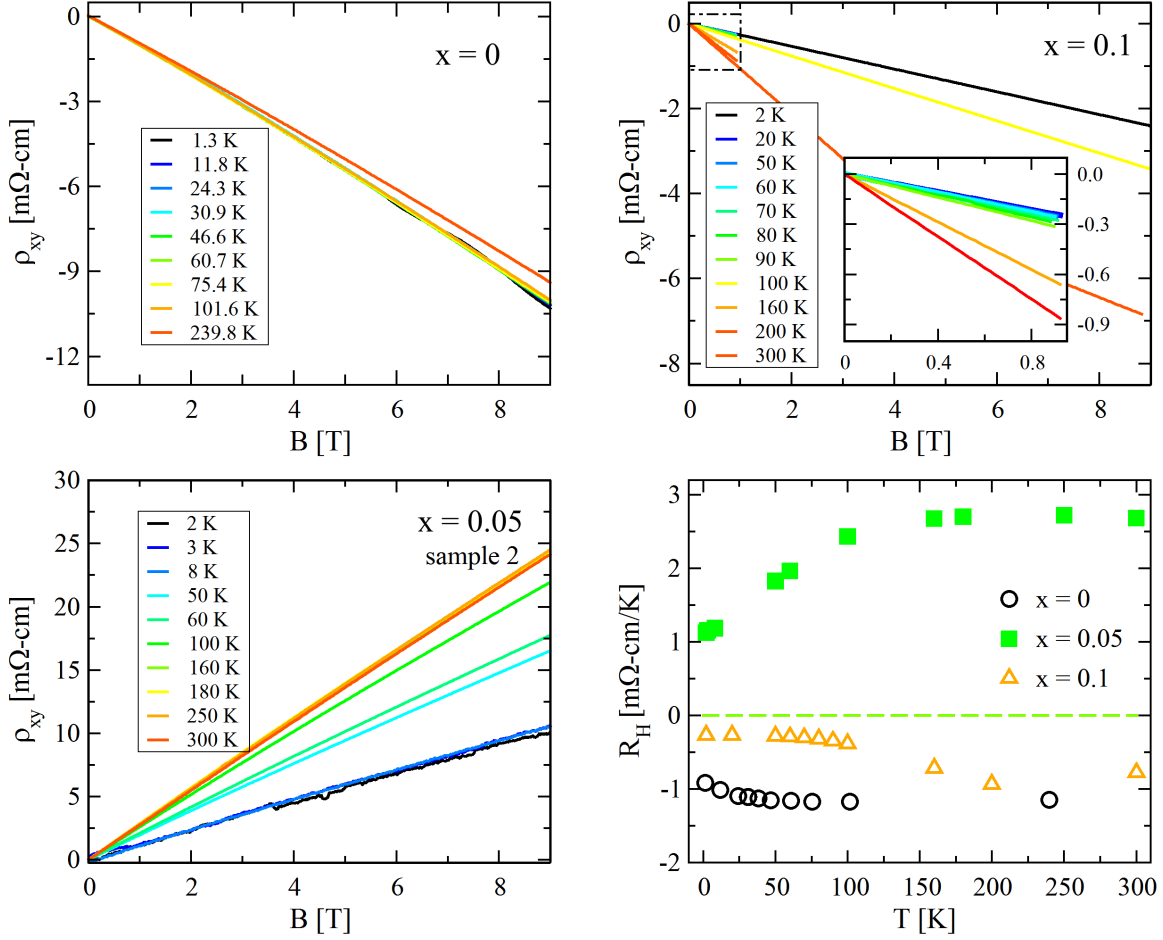 x = 0
0
-3
-6
-9
-12
ρxy [mΩ-cm]
1.3 K
11.8 K
24.3 K
30.9 K
46.6 K
60.7 K
75.4 K
101.6 K
239.8 K
0 2 4 6 8
B [T]
x = 0.1
0
-2
-4
-6
-8
ρxy [mΩ-cm]
2 K
20 K
50 K
60 K
70 K
80 K
90 K
100 K
160 K
200 K
300 K
0.0
-0.3
-0.6
-0.9
0 0.4 0.8
0 2 4 6 8
B [T]
x = 0.05
sample 2
30
25
20
15
10
5
0
ρxy [mΩ-cm]
2 K
3 K
8 K
50 K
60 K
100 K
160 K
180 K
250 K
300 K
0 2 4 6 8
B [T]
3
2
1
0
-1
-2
RH [mΩ-cm/K]
x = 0
x = 0.05
x = 0.1
0 50 100 150 200 250 300
T [K]